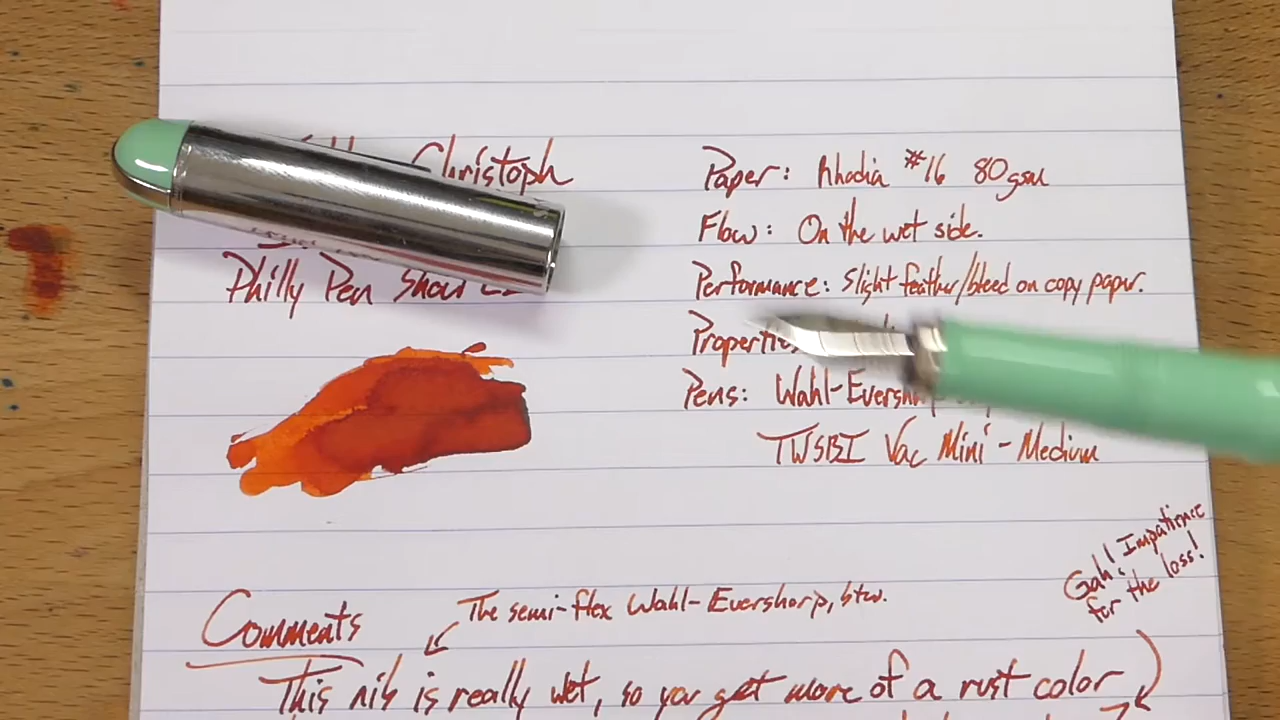 Christoph
Philly Pen Show
Paper: Rhodia #16 80gsm
Flow: On the wet side.
Performance: Slight feather/bleed on copy paper.
Properties
Pens: Wahl-Eversharp
TWSBI Vac Mini - Medium
Gah! Impatience
for the loss!
Comments
The semi-flex Wahl-Eversharp, btw.
This nib is really wet, so you get more of a rust color